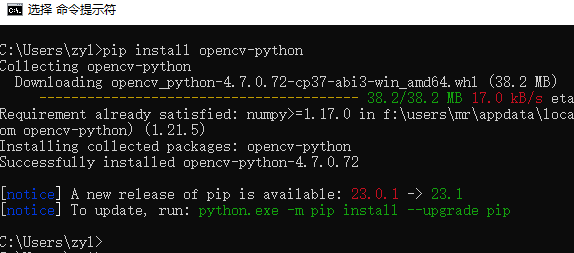 选择 命令提示符
C:\Users\zyl>pip install opencv-python
Collecting opencv-python
  Downloading opencv_python-4.7.0.72-cp37-abi3-win_amd64.whl (38.2 MB)
     ---------------------------------------- 38.2/38.2 MB 17.0 kB/s eta
Requirement already satisfied: numpy>=1.17.0 in f:\users\mr\appdata\loca
om opencv-python) (1.21.5)
Installing collected packages: opencv-python
Successfully installed opencv-python-4.7.0.72
[notice] A new release of pip is available: 23.0.1 -> 23.1
[notice] To update, run: python.exe -m pip install --upgrade pip
C:\Users\zyl>